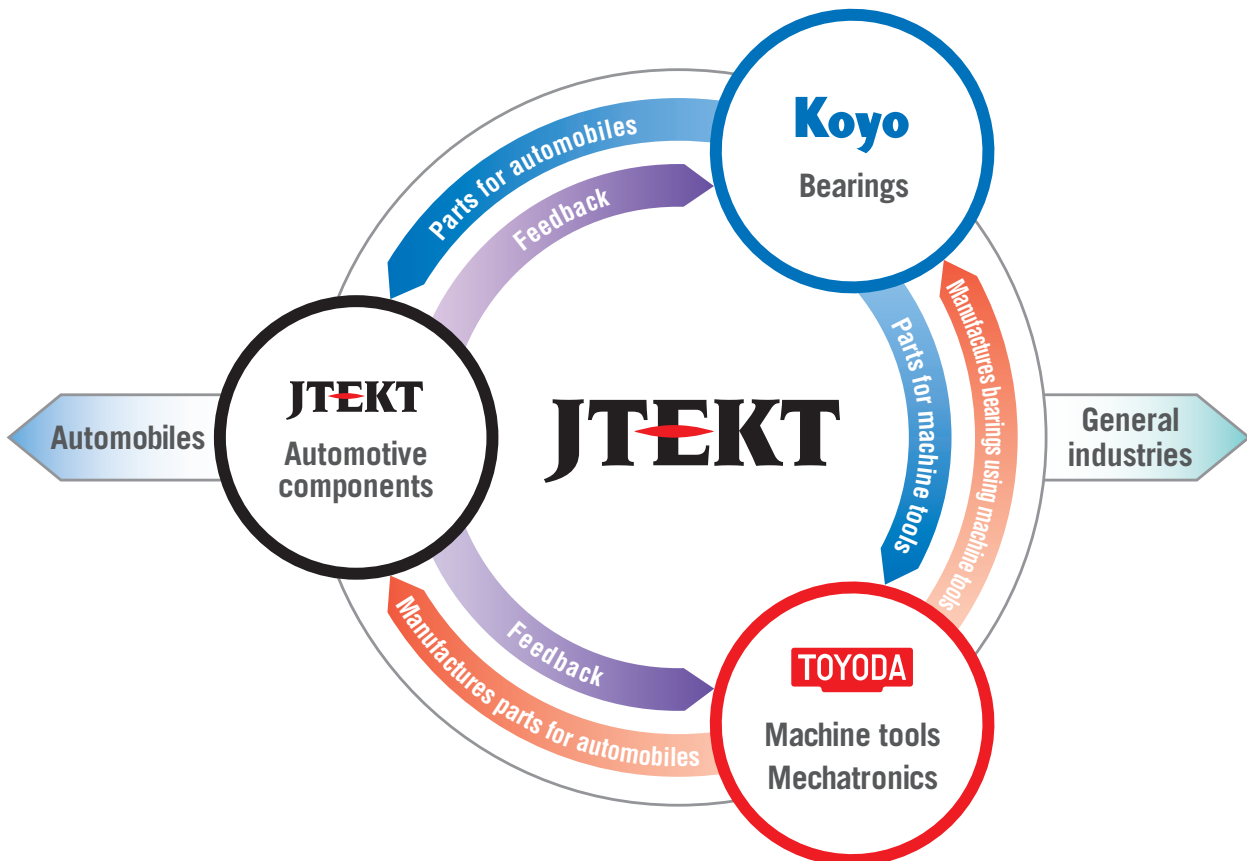 Koyo
Bearings
Parts for automobiles
Feedback
JTEKT
Automotive
components
Automobiles
JTEKT
Parts for machine tools
Manufactures bearings using machine tools
General
industries
Feedback
Manufactures parts for automobiles
TOYODA
Machine tools
Mechatronics